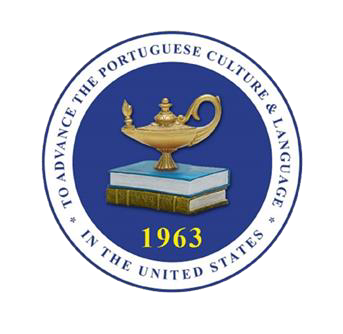 * TO ADVANCE THE PORTUGUESE CULTURE & LANGUAGE *
IN THE UNITED STATES
1963